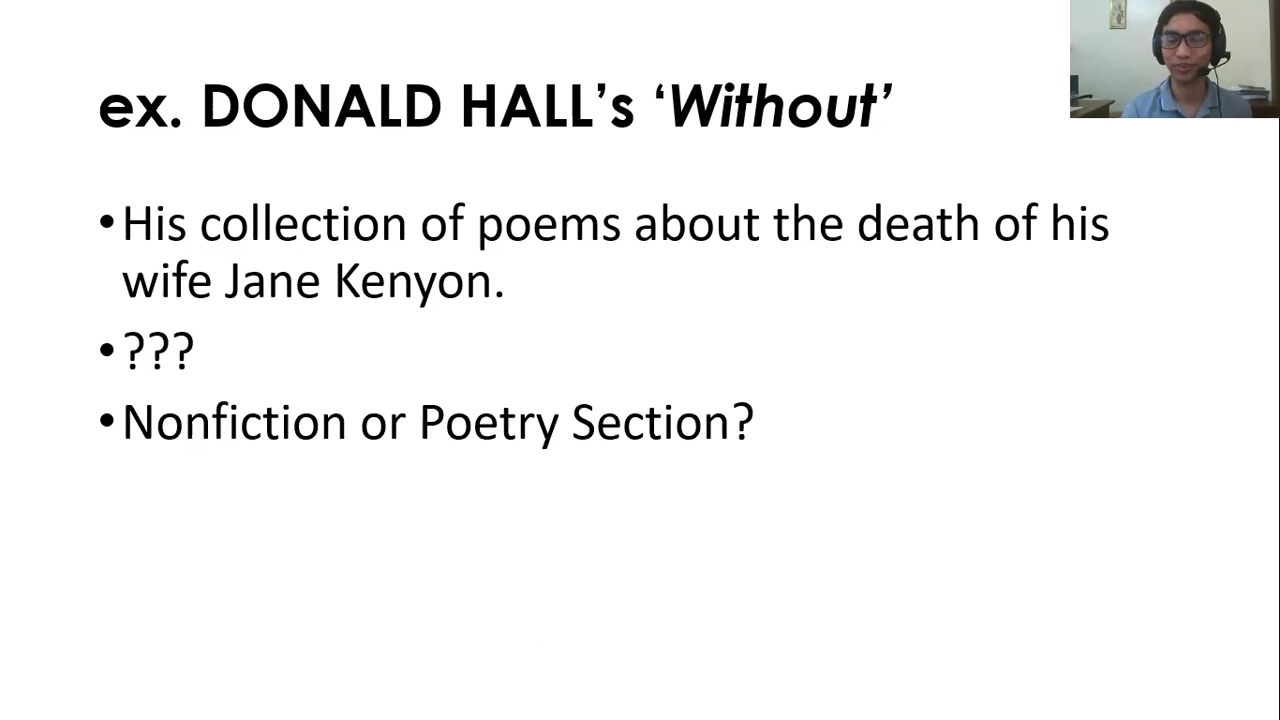 ex. DONALD HALL’s ‘Without’
•His collection of poems about the death of his
wife Jane Kenyon.
•???
•Nonfiction or Poetry Section?